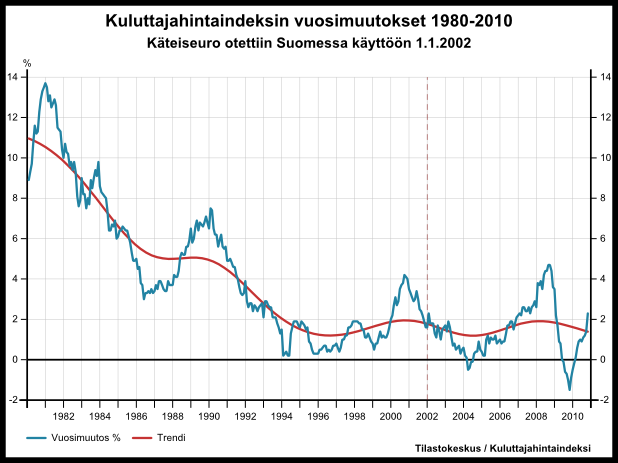 Kuluttajahintaindeksin vuosimuutokset 1980-2010
Käteiseuro otettiin Suomessa käyttöön 1.1.2002
%
14 14
12 12
10 10
8 8
6 6
4 4
2 2
0 0
-2 -2
1982 1984 1986 1988 1990 1992 1994 1996 1998 2000 2002 2004 2006 2008 2010
Vuosimuutos % Trendi
Tilastokeskus / Kuluttajahintaindeksi